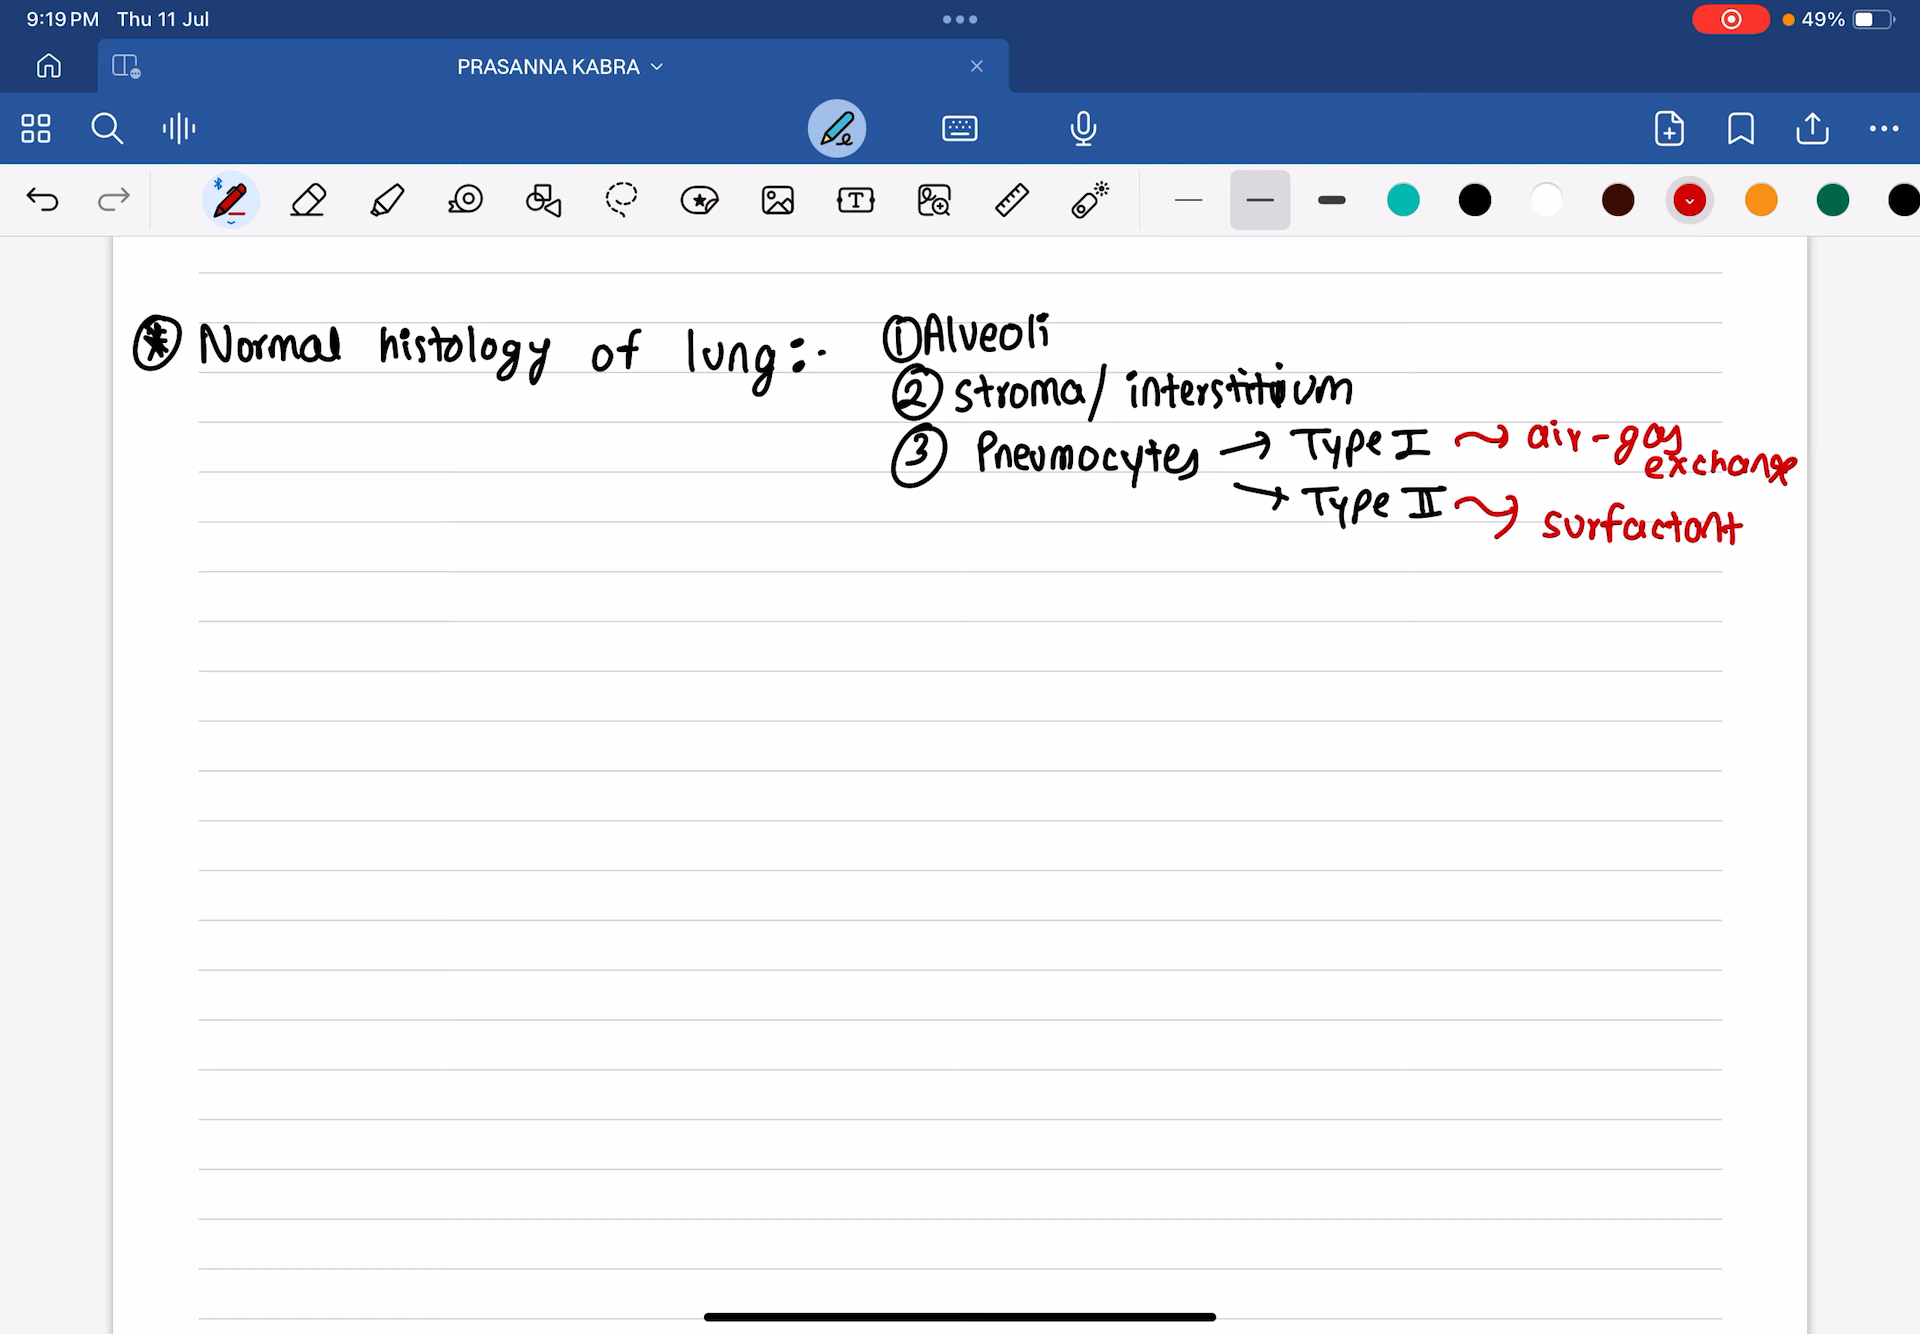 9:19 PM Thu 11 Jul
49%
PRASANNA KABRA
* Normal histology of lung:-
① Alveoli
② stroma/ interstitium
③ Pneumocytes → Type I → air-gas exchange
→ Type II → surfactant